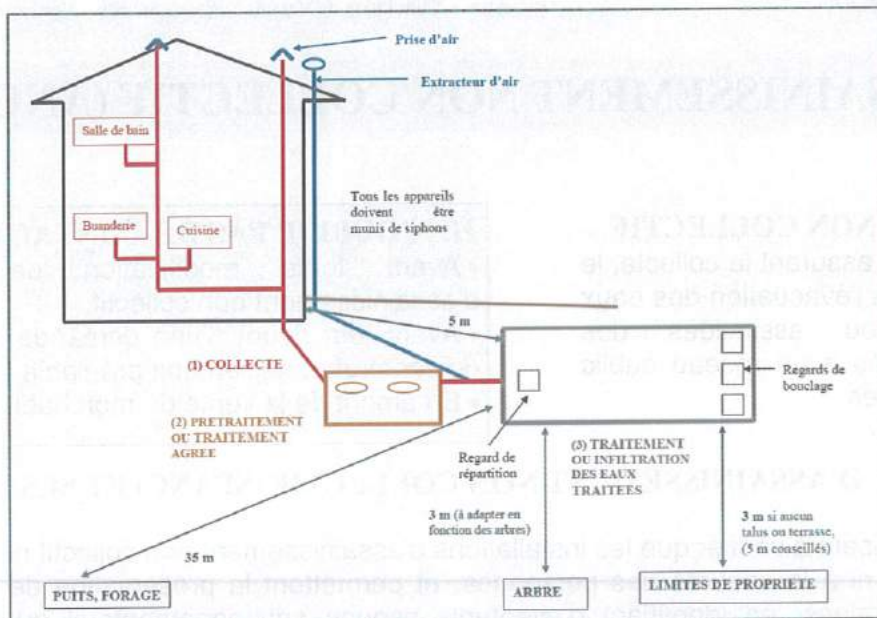 Prise d'air
Extracteur d'air
Salle de bain
Tous les appareils
doivent être
munis de siphons
Buanderie
Cuisine
5 m
(1) COLLECTE
Regards de
bouclage
(2) PRETRAITEMENT
OU TRAITEMENT
AGREE
Regard de
répartition
(3) TRAITEMENT
OU INFILTRATION
DES EAUX
TRAITEES
3 m (à adapter en
fonction des arbres)
3 m si aucun
talus ou terrasse,
(5 m conseillés)
35 m
PUITS, FORAGE
ARBRE
LIMITES DE PROPRIETE